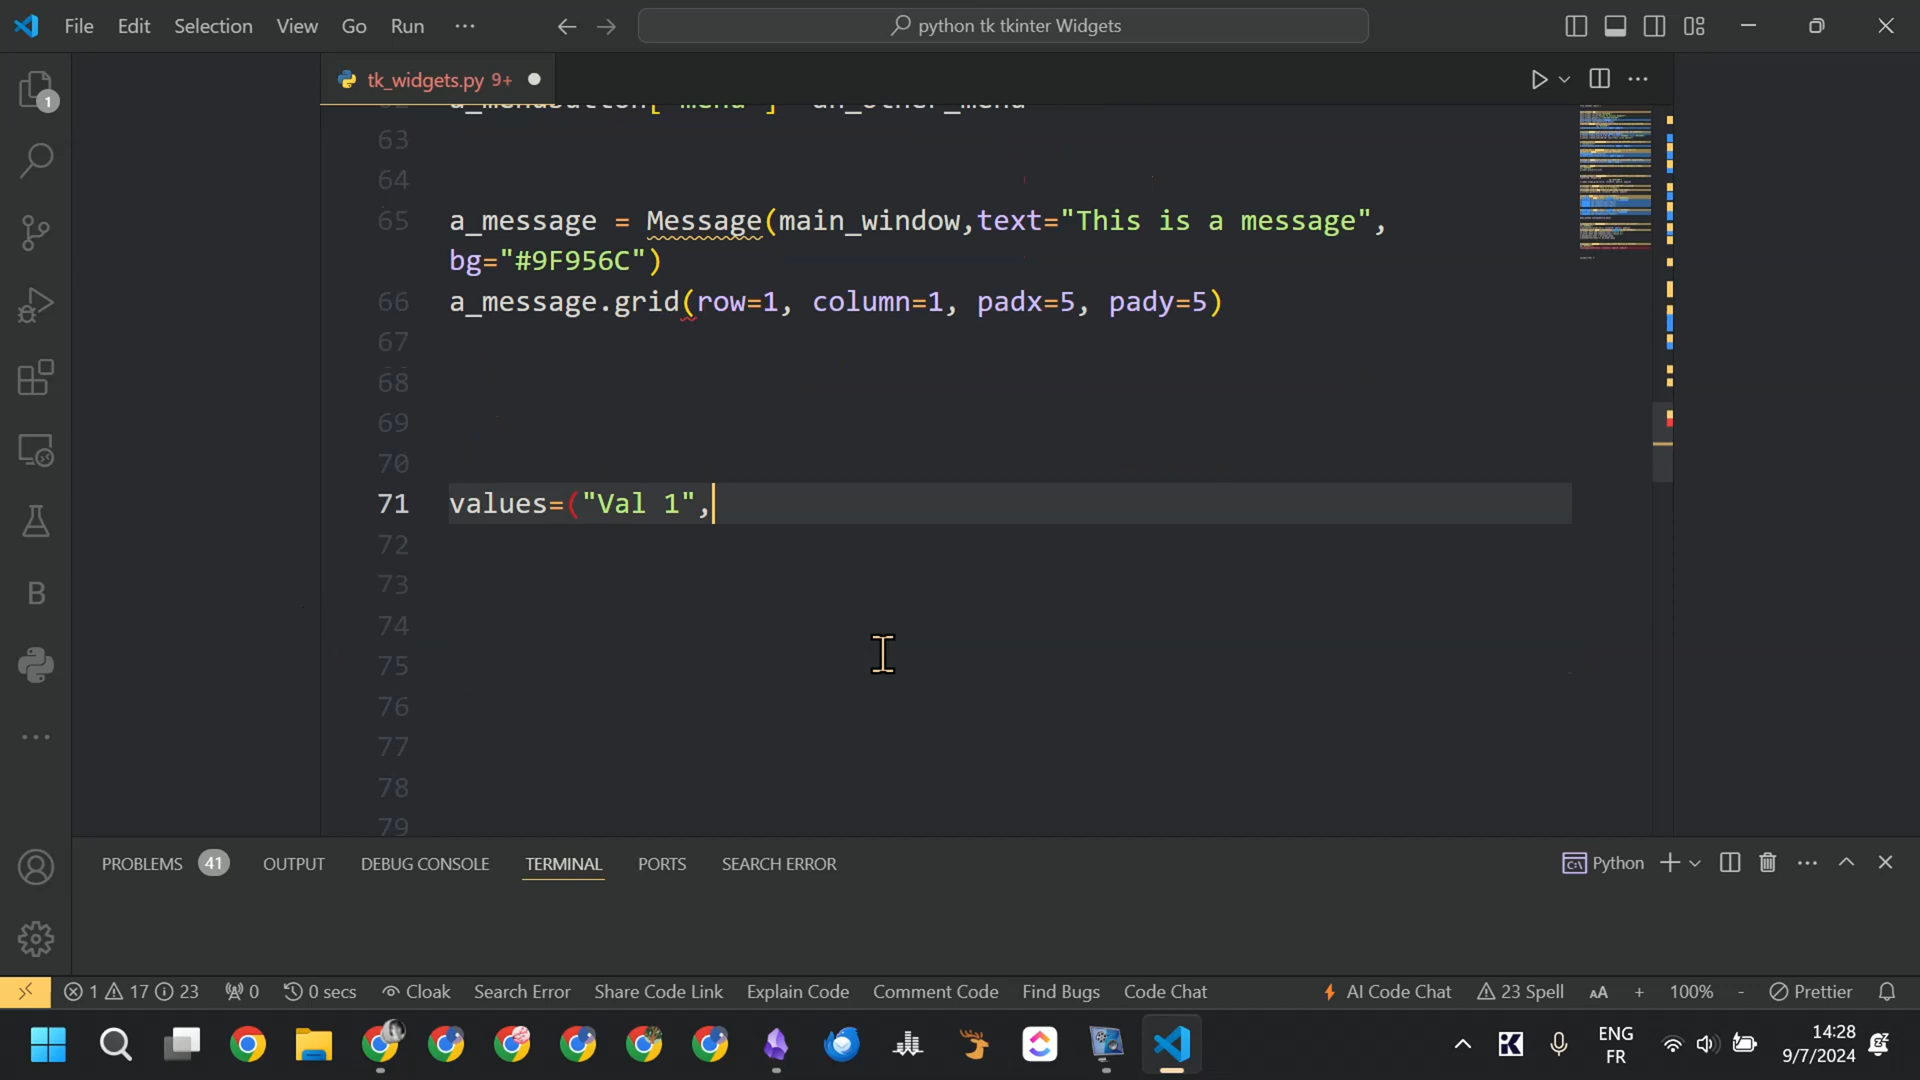 File Edit Selection View Go Run ··· python tk tkinter Widgets
1
tk_widgets.py 9+
62 a_menubutton["menu"]= an_other_menu
63
64
65 a_message = Message(main_window,text="This is a message",
bg="#9F956C")
66 a_message.grid(row=1, column=1, padx=5, pady=5)
67
68
69
70
71 values=("Val 1",
72
73
74
75
76
77
78
79
B
PROBLEMS 41 OUTPUT DEBUG CONSOLE TERMINAL PORTS SEARCH ERROR Python
1 17 23 0 0 secs Cloak Search Error Share Code Link Explain Code Comment Code Find Bugs Code Chat AI Code Chat 23 Spell AA + 100% - Prettier
ENG
FR
14:28
9/7/2024